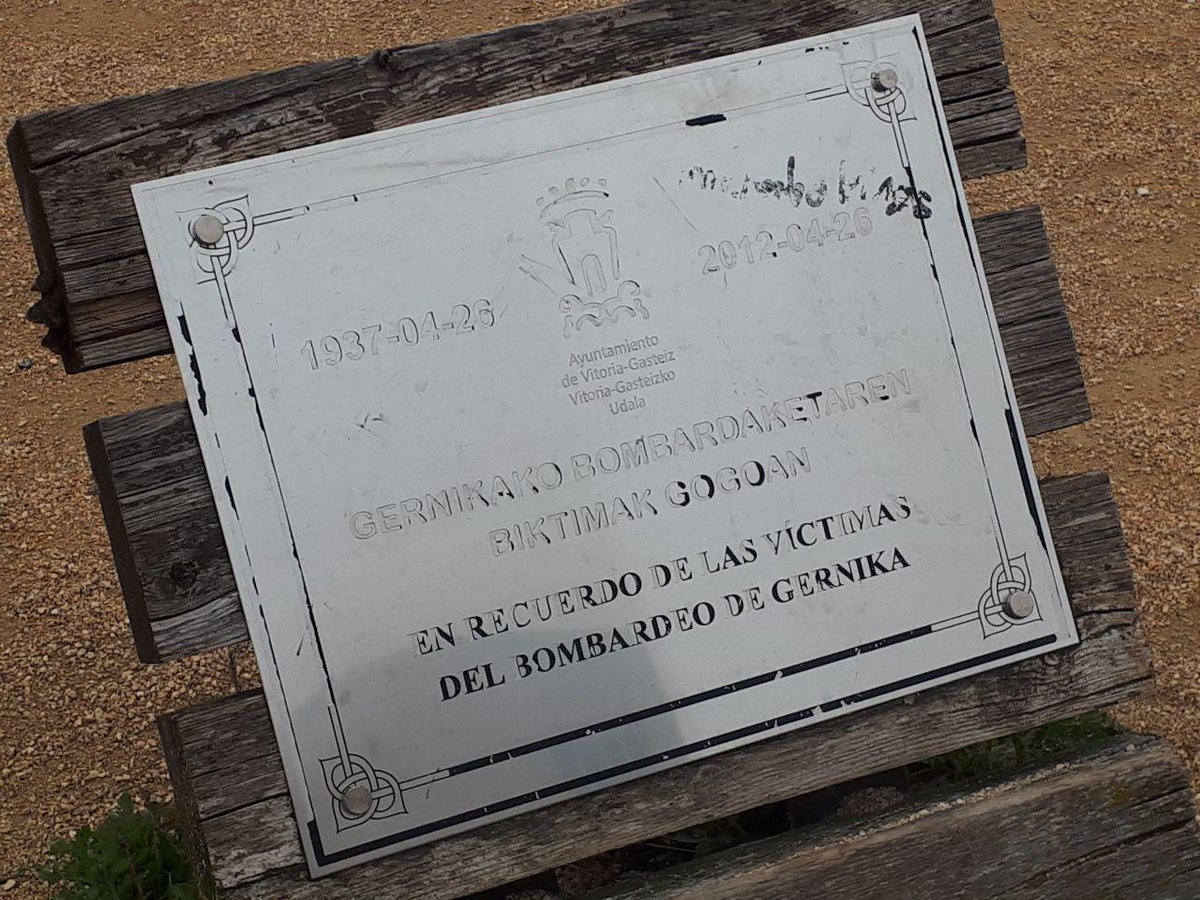 1937-04-26
2012-04-26
Ayuntamiento
de Vitoria-Gasteiz
Vitoria-Gasteizko
Udala
GERNIKAKO BOMBARDAKETAREN
BIKTIMAK GOGOAN
EN RECUERDO DE LAS VÍCTIMAS
DEL BOMBARDEO DE GERNIKA